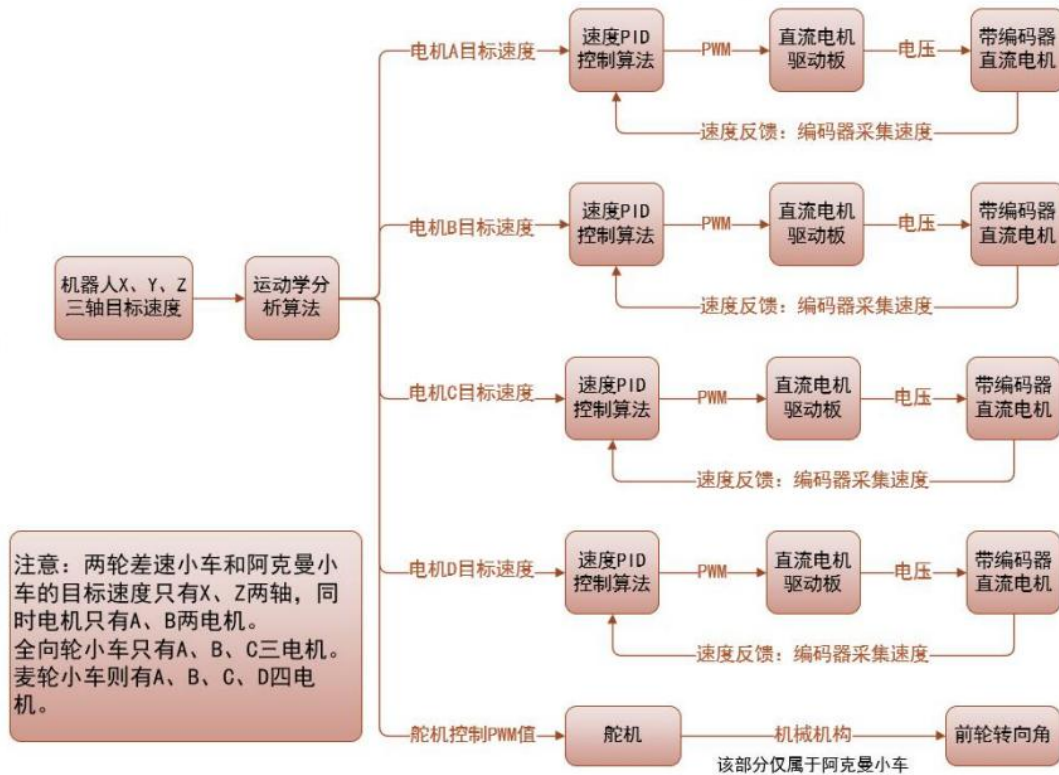 电机A目标速度
速度PID
控制算法
PWM
直流电机
驱动板
电压
带编码器
直流电机
速度反馈：编码器采集速度
电机B目标速度
速度PID
控制算法
PWM
直流电机
驱动板
电压
带编码器
直流电机
速度反馈：编码器采集速度
机器人X、Y、Z
三轴目标速度
运动学分
析算法
电机C目标速度
速度PID
控制算法
PWM
直流电机
驱动板
电压
带编码器
直流电机
速度反馈：编码器采集速度
电机D目标速度
速度PID
控制算法
PWM
直流电机
驱动板
电压
带编码器
直流电机
速度反馈：编码器采集速度
注意：两轮差速小车和阿克曼小
车的目标速度只有X、Z两轴，同
时电机只有A、B两电机。
全向轮小车只有A、B、C三电机。
麦轮小车则有A、B、C、D四电
机。
舵机控制PWM值
舵机
机械机构
前轮转向角
该部分仅属于阿克曼小车